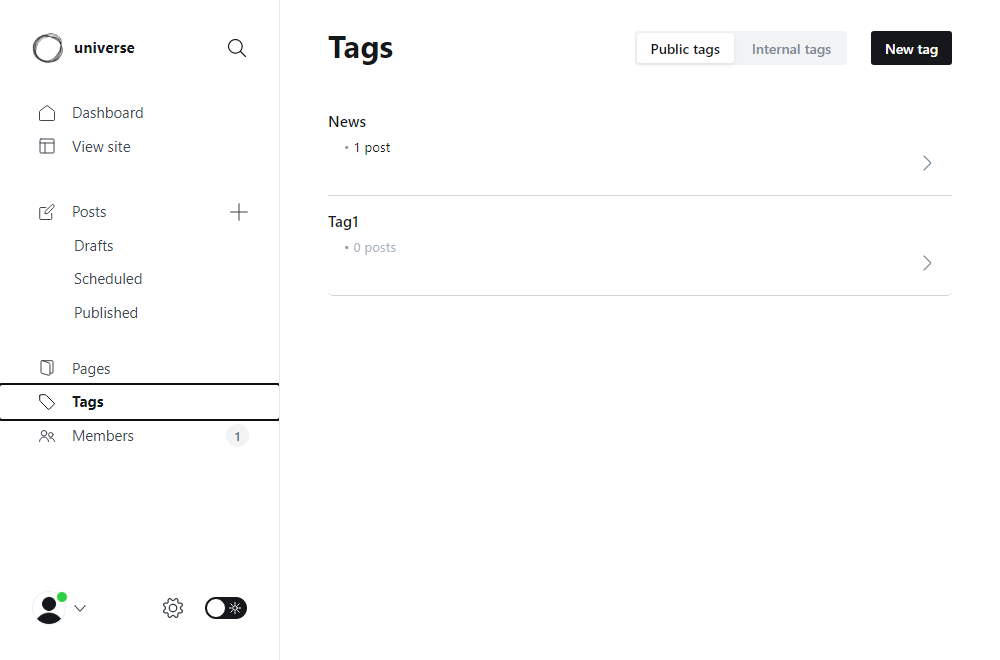 universe
Dashboard
View site
Posts
Drafts
Scheduled
Published
Pages
Tags
Members 1
Tags
Public tags Internal tags New tag
News
• 1 post
Tag1
• 0 posts